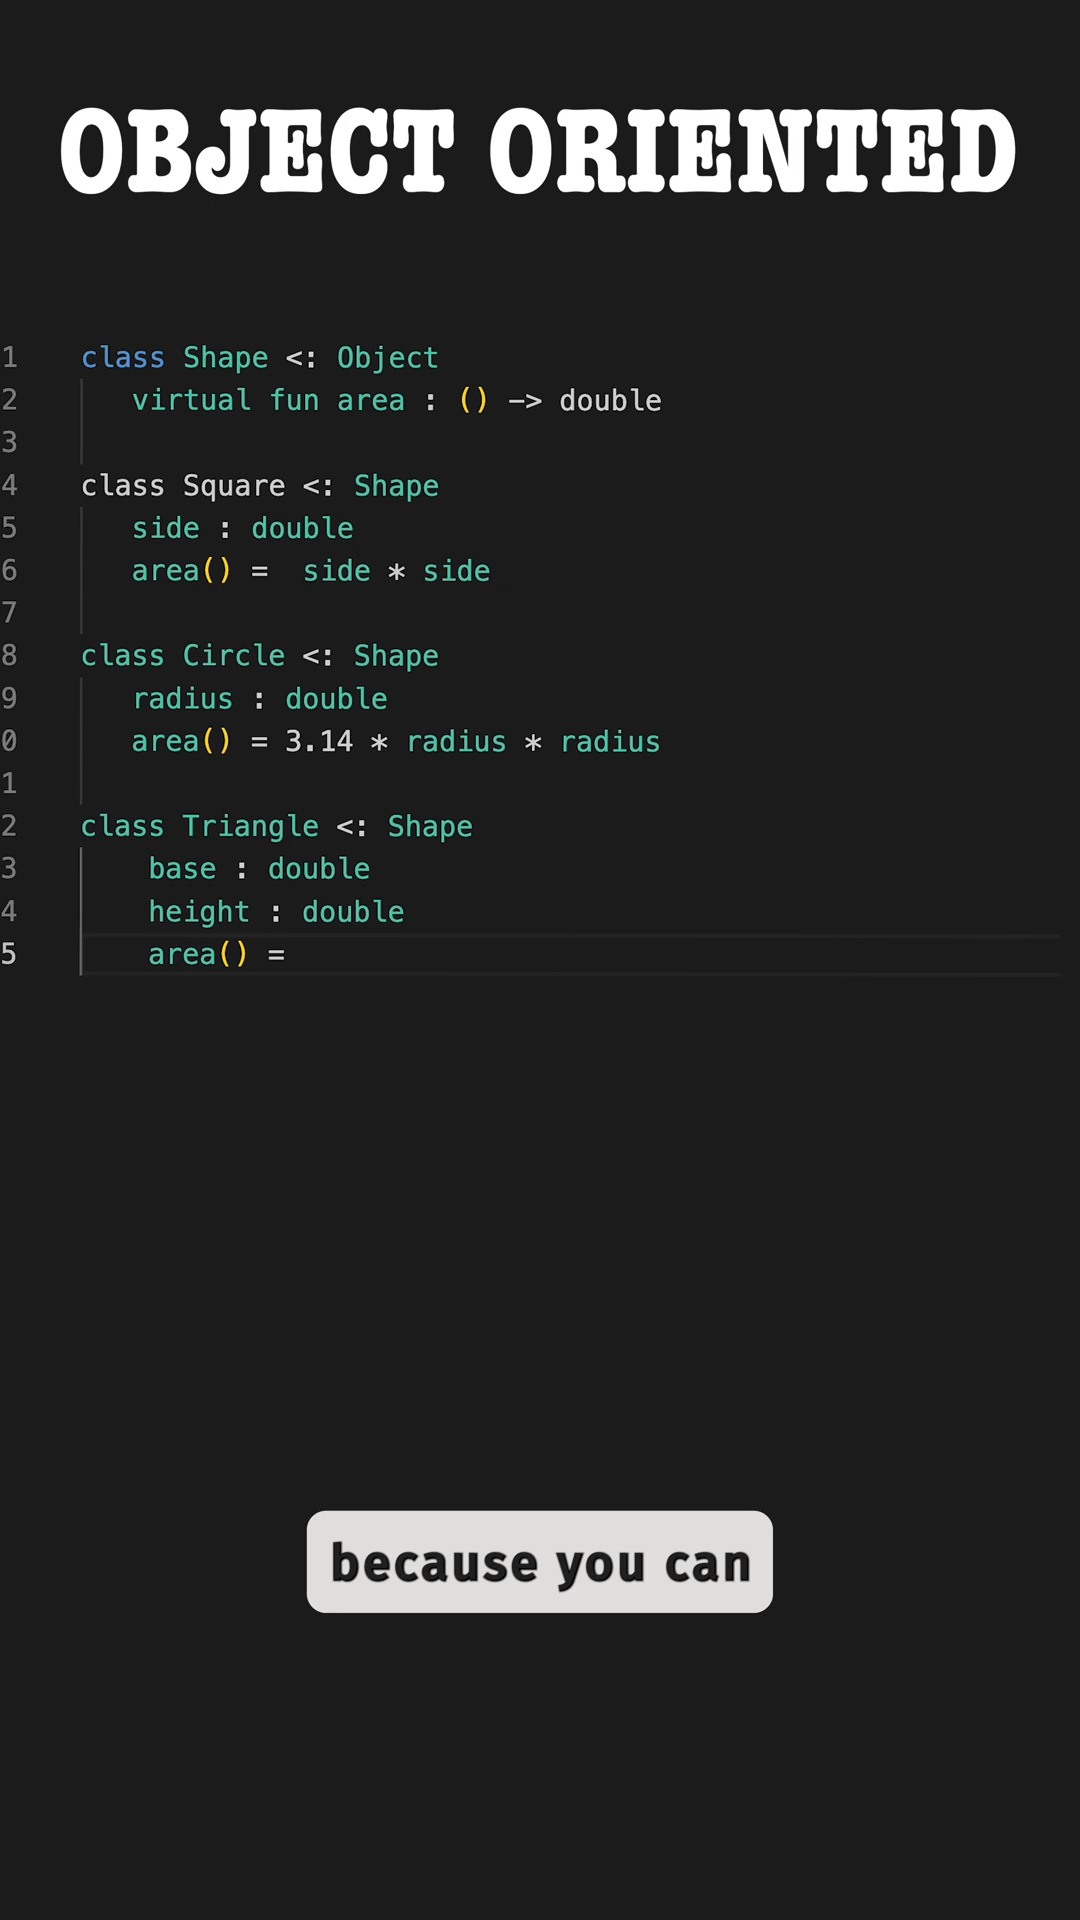 OBJECT ORIENTED
1 class Shape <: Object
2 virtual fun area : () -> double
3
4 class Square <: Shape
5 side : double
6 area() =  side * side
7
8 class Circle <: Shape
9 radius : double
0 area() = 3.14 * radius * radius
1
2 class Triangle <: Shape
3 base : double
4 height : double
5 area() =
because you can